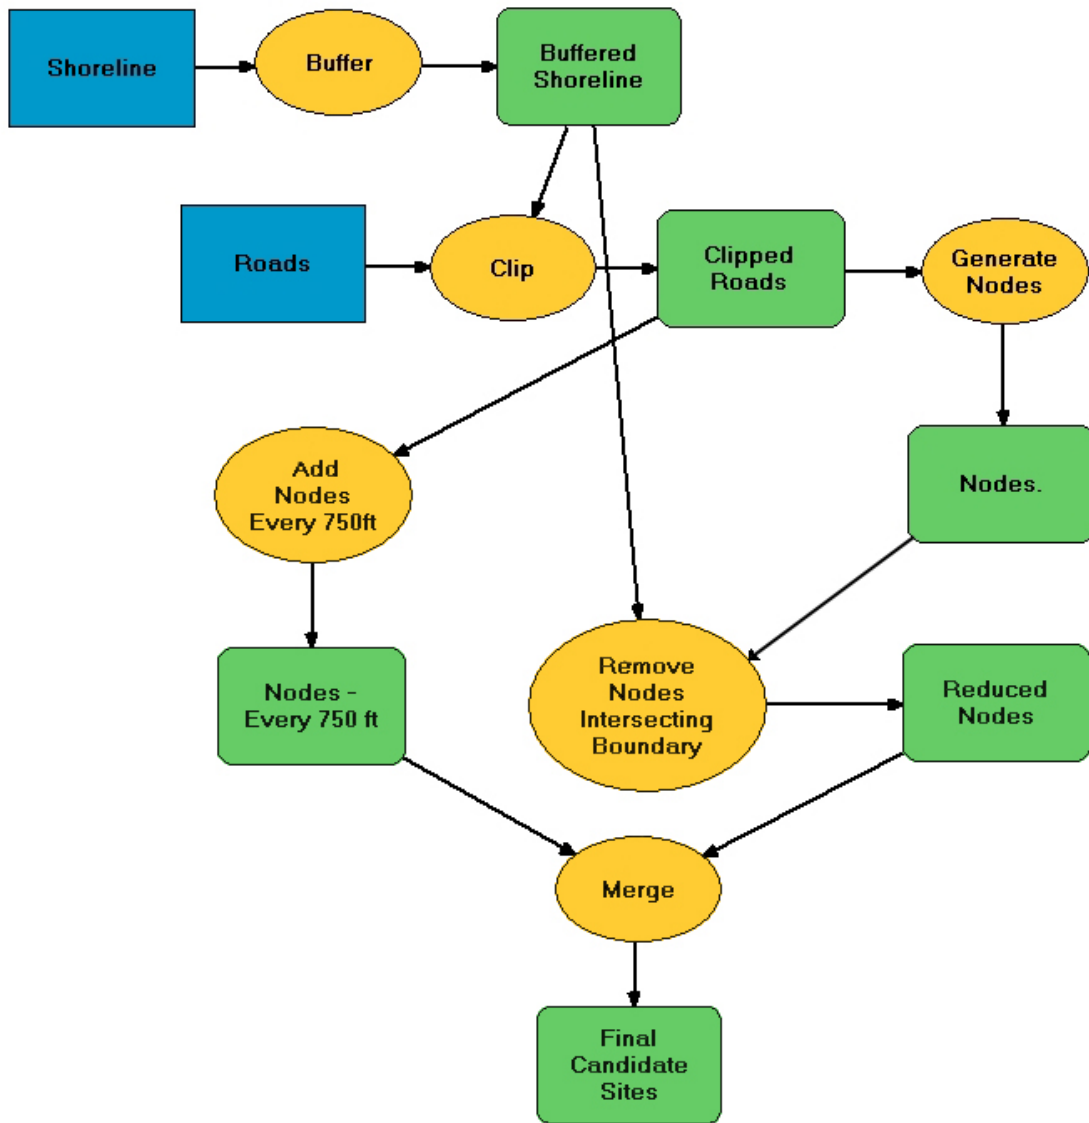 Shoreline
Buffer
Buffered
Shoreline
Roads
Clip
Clipped
Roads
Generate
Nodes
Add
Nodes
Every 750ft
Nodes.
Nodes -
Every 750 ft
Remove
Nodes
Intersecting
Boundary
Reduced
Nodes
Merge
Final
Candidate
Sites